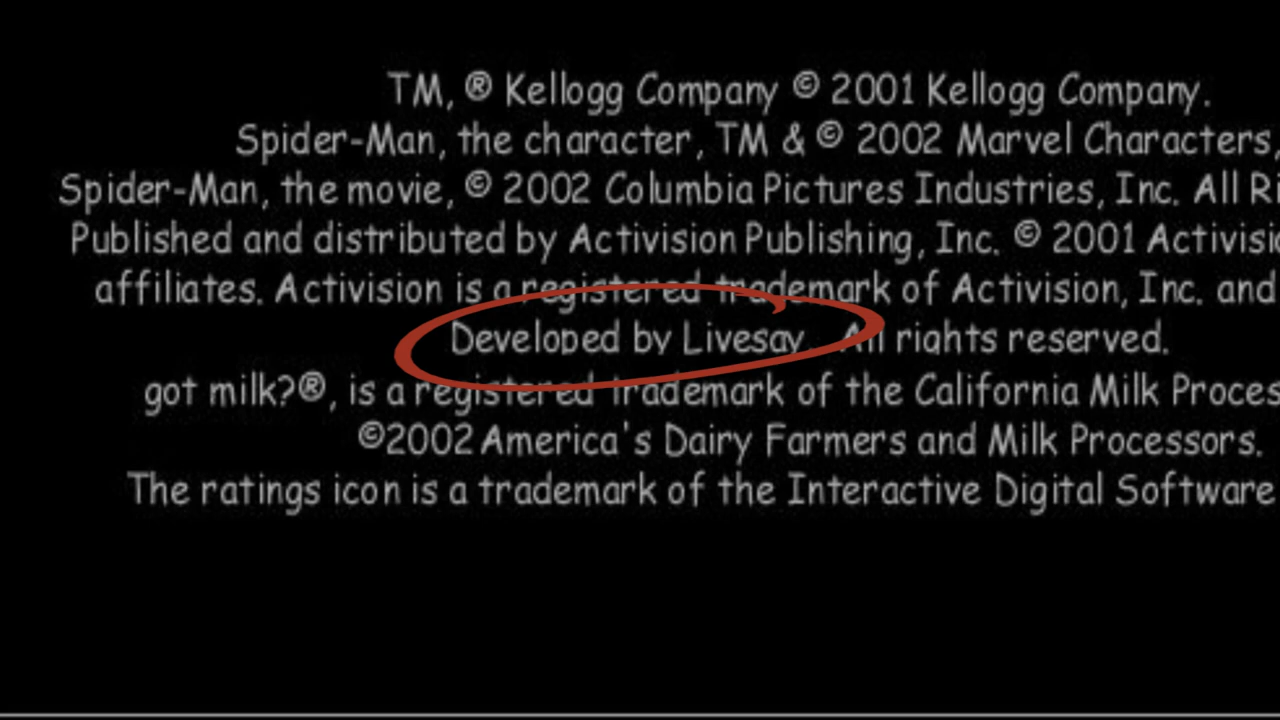 TM, ® Kellogg Company © 2001 Kellogg Company.
Spider-Man, the character, TM & © 2002 Marvel Characters,
Spider-Man, the movie, © 2002 Columbia Pictures Industries, Inc. All
Published and distributed by Activision Publishing, Inc. © 2001
affiliates. Activision is a registered trademark of Activision, Inc. and
Developed by Livesay. All rights reserved.
got milk?®, is a registered trademark of the California Milk
©2002 America's Dairy Farmers and Milk Processors.
The ratings icon is a trademark of the Interactive Digital Software